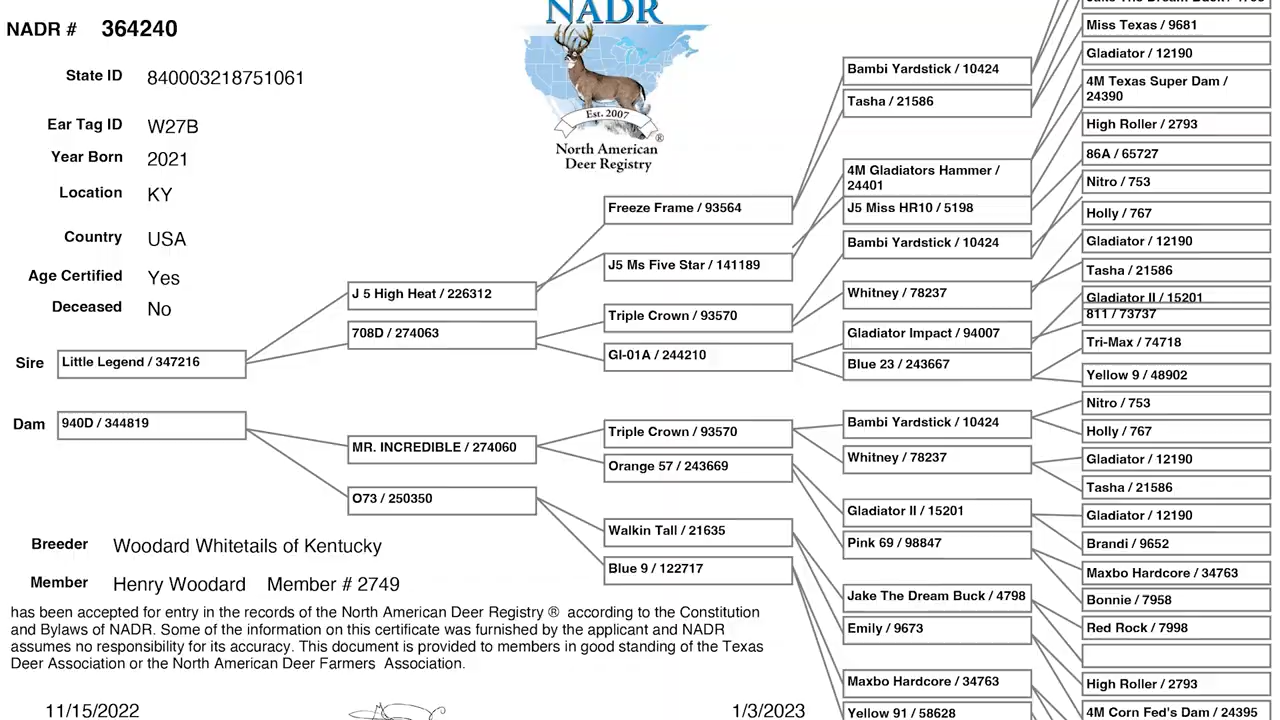 NADR
NADR # 364240
State ID 840003218751061
Ear Tag ID W27B
Year Born 2021
Location KY
Country USA
Age Certified Yes
Deceased No
Est. 2007
®
North American
Deer Registry
Sire Little Legend / 347216
Dam 940D / 344819
J 5 High Heat / 226312
708D / 274063
MR. INCREDIBLE / 274060
O73 / 250350
Freeze Frame / 93564
J5 Ms Five Star / 141189
Triple Crown / 93570
GI-01A / 244210
Triple Crown / 93570
Orange 57 / 243669
Walkin Tall / 21635
Blue 9 / 122717
Bambi Yardstick / 10424
Tasha / 21586
4M Gladiators Hammer /
24401
J5 Miss HR10 / 5198
Bambi Yardstick / 10424
Whitney / 78237
Gladiator Impact / 94007
Blue 23 / 243667
Bambi Yardstick / 10424
Whitney / 78237
Gladiator II / 15201
Pink 69 / 98847
Jake The Dream Buck / 4798
Emily / 9673
Maxbo Hardcore / 34763
Yellow 91 / 58628
Miss Texas / 9681
Gladiator / 12190
4M Texas Super Dam /
24390
High Roller / 2793
86A / 65727
Nitro / 753
Holly / 767
Gladiator / 12190
Tasha / 21586
Gladiator II / 15201
811 / 73737
Tri-Max / 74718
Yellow 9 / 48902
Nitro / 753
Holly / 767
Gladiator / 12190
Tasha / 21586
Gladiator / 12190
Brandi / 9652
Maxbo Hardcore / 34763
Bonnie / 7958
Red Rock / 7998
High Roller / 2793
4M Corn Fed's Dam / 24395
Breeder Woodard Whitetails of Kentucky
Member Henry Woodard Member # 2749
has been accepted for entry in the records of the North American Deer Registry ® according to the Constitution
and Bylaws of NADR. Some of the information on this certificate was furnished by the applicant and NADR
assumes no responsibility for its accuracy. This document is provided to members in good standing of the Texas
Deer Association or the North American Deer Farmers Association.
11/15/2022
1/3/2023